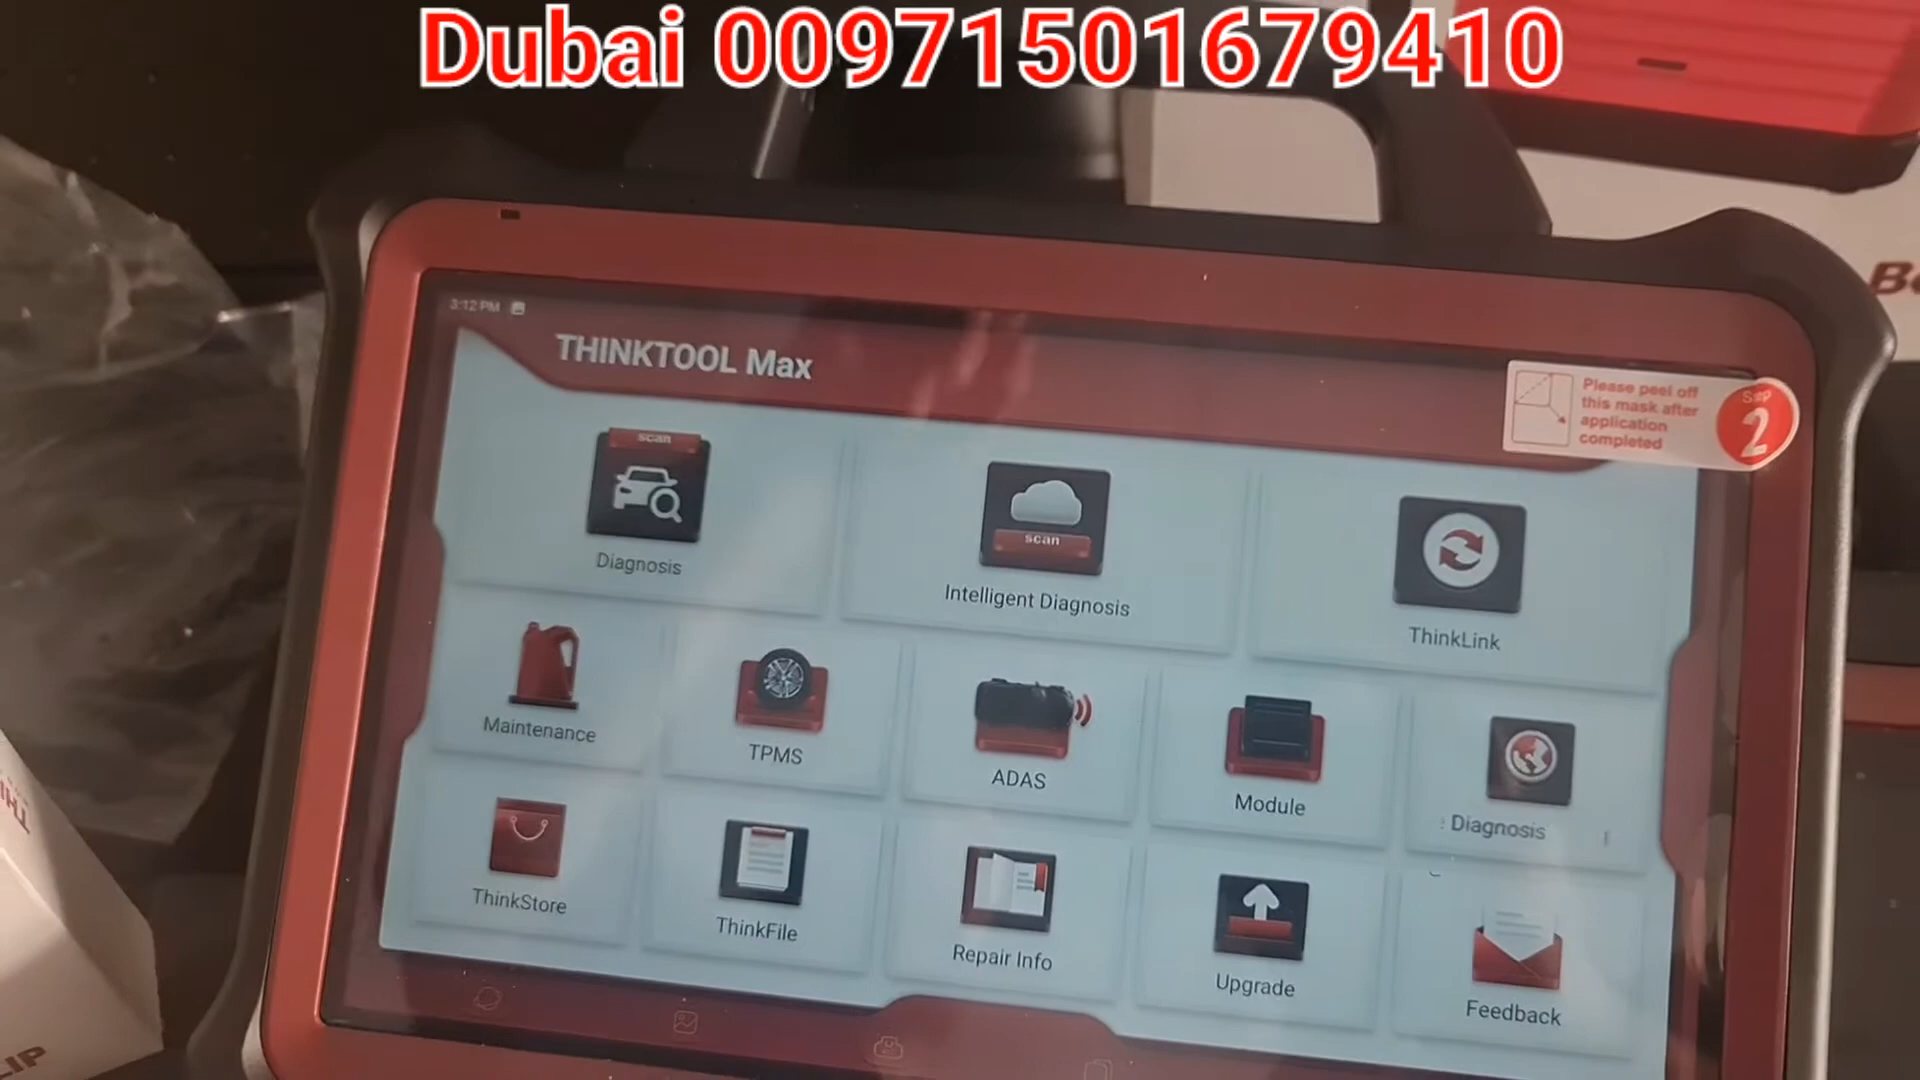 Dubai 00971501679410
3:12 PM
THINKTOOL Max
Please peel off
this mask after
application
completed
Step
2
scan
Diagnosis
scan
Intelligent Diagnosis
ThinkLink
Maintenance
TPMS
ADAS
Module
Diagnosis
ThinkStore
ThinkFile
Repair Info
Upgrade
Feedback